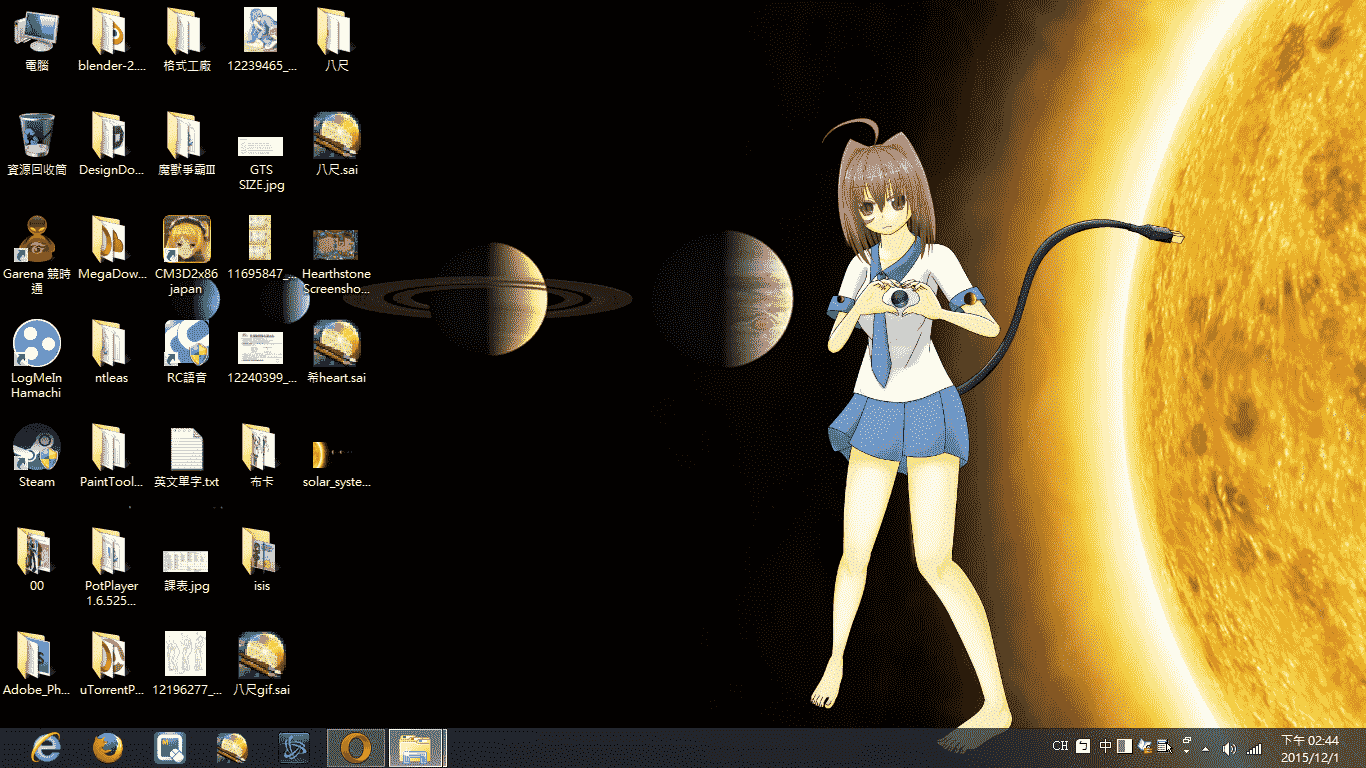 電腦
blender-2....
格式工廠
12239465_...
八尺
資源回收筒
DesignDo...
魔獸爭霸III
GTS
SIZE.jpg
八尺.sai
Garena 競時
通
MegaDow...
CM3D2x86
japan
11695847_...
Hearthstone
Screensho...
LogMeIn
Hamachi
ntleas
RC語音
12240399_...
希heart.sai
Steam
PaintTool...
英文單字.txt
布卡
solar_syste...
00
PotPlayer
1.6.525...
課表.jpg
isis
Adobe_Ph...
uTorrentP...
12196277_...
八尺gif.sai
CH
ㄅ
中
下午 02:44
2015/12/1